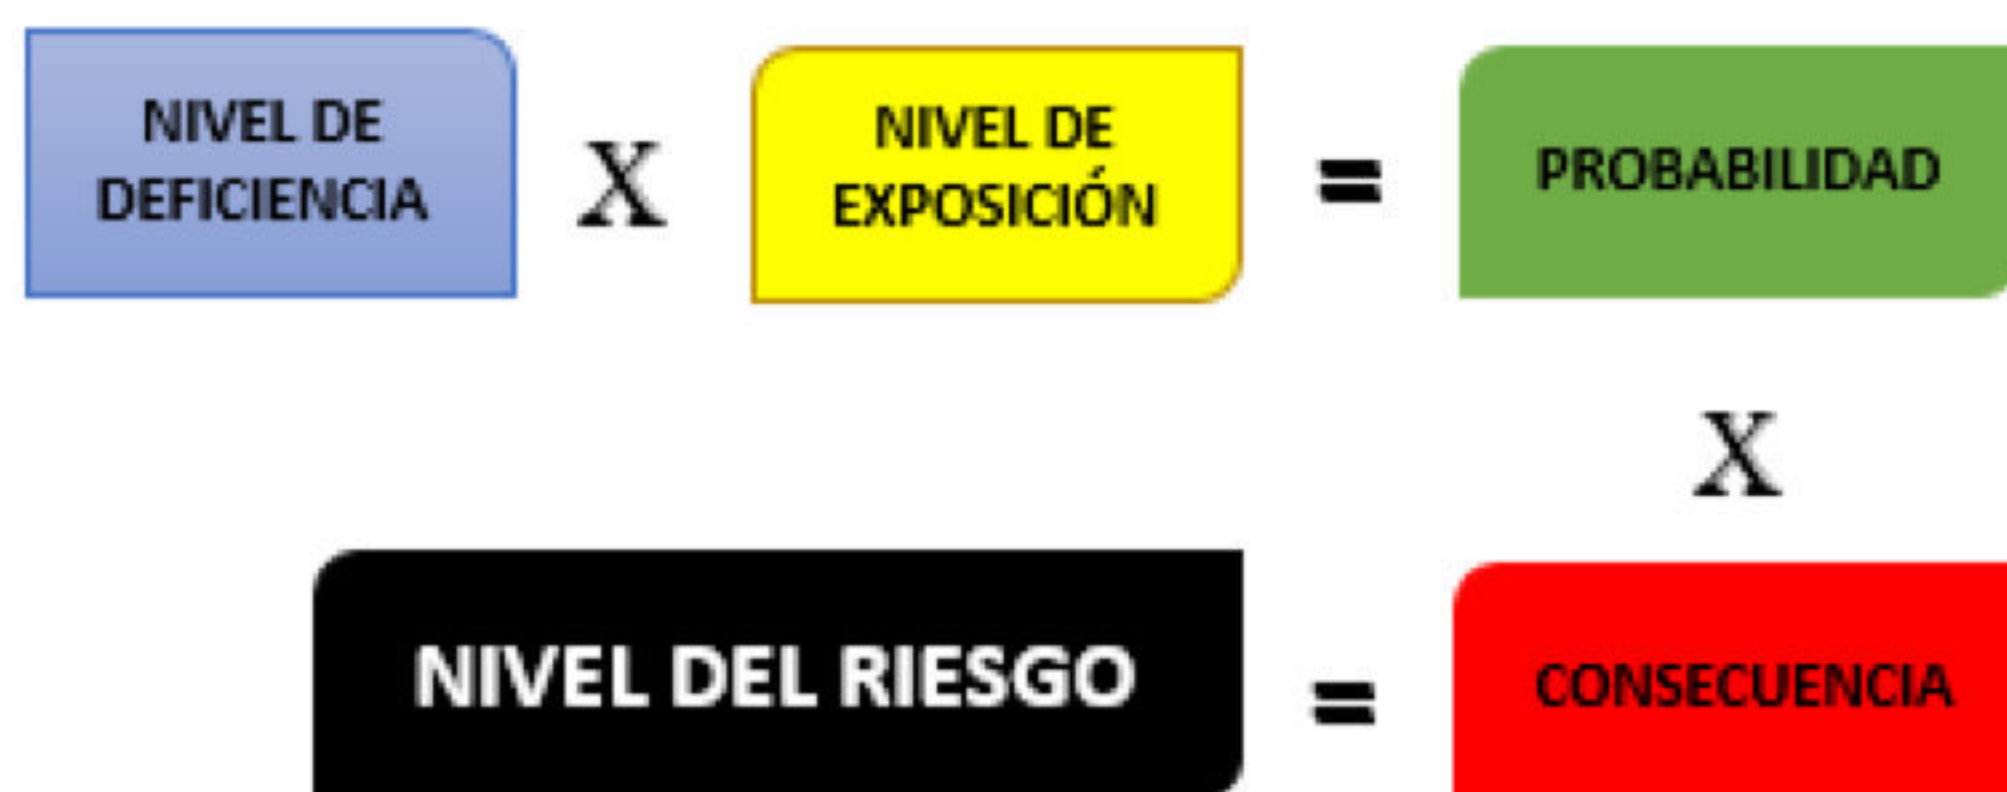 NIVEL DE
DEFICIENCIA
X
NIVEL DE
EXPOSICIÓN
=
PROBABILIDAD
X
NIVEL DEL RIESGO
=
CONSECUENCIA